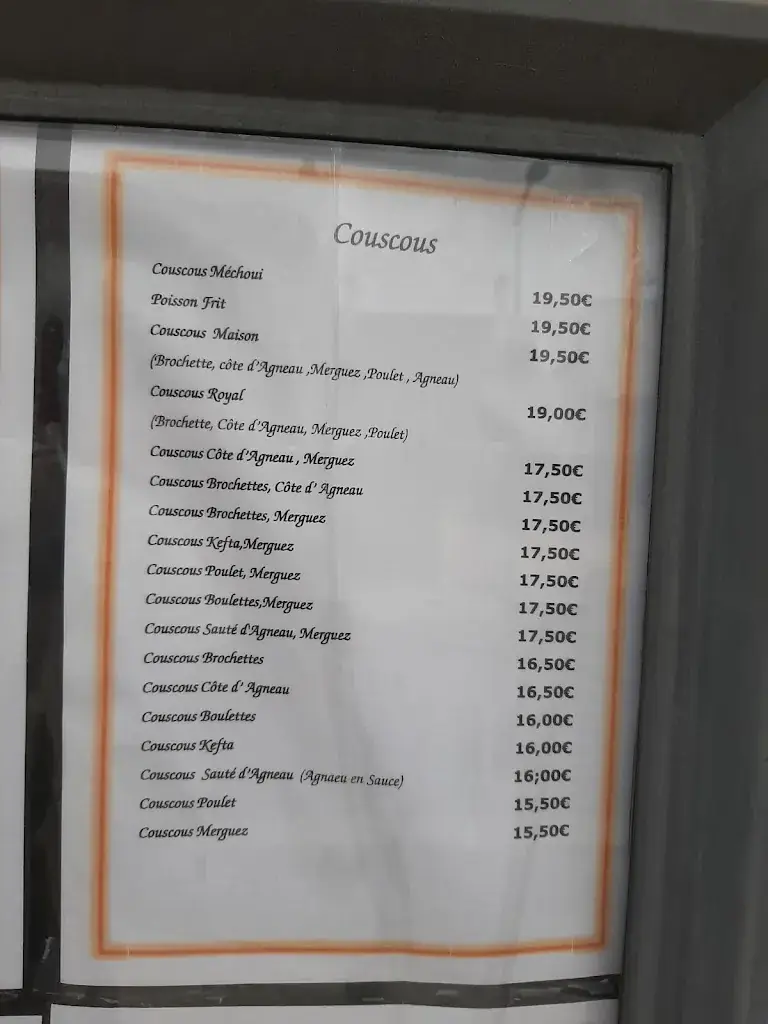 Couscous
Couscous Méchoui 19,50€
Poisson Frit 19,50€
Couscous Maison 19,50€
(Brochette, côte d'Agneau ,Merguez ,Poulet , Agneau)
Couscous Royal 19,00€
(Brochette, Côte d'Agneau, Merguez ,Poulet)
Couscous Côte d'Agneau , Merguez 17,50€
Couscous Brochettes, Côte d' Agneau 17,50€
Couscous Brochettes, Merguez 17,50€
Couscous Kefta,Merguez 17,50€
Couscous Poulet, Merguez 17,50€
Couscous Boulettes,Merguez 17,50€
Couscous Sauté d'Agneau, Merguez 17,50€
Couscous Brochettes 16,50€
Couscous Côte d' Agneau 16,50€
Couscous Boulettes 16,00€
Couscous Kefta 16,00€
Couscous Sauté d'Agneau (Agnaeu en Sauce) 16;00€
Couscous Poulet 15,50€
Couscous Merguez 15,50€